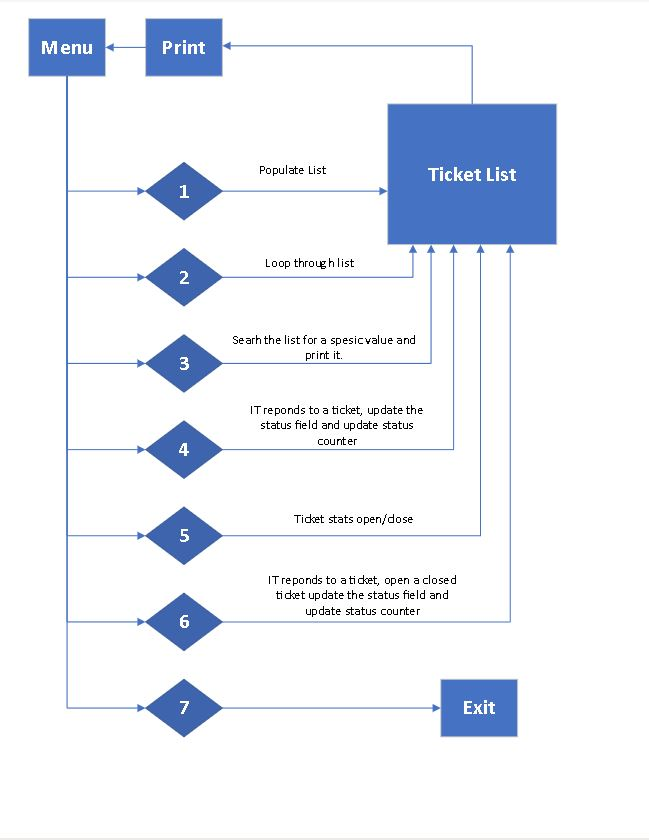 Menu
Print
Ticket List
1
Populate List
2
Loop through list
3
Searh the list for a spesic value and
print it.
4
IT reponds to a ticket, update the
status field and update status
counter
5
Ticket stats open/close
6
IT reponds to a ticket, open a closed
ticket update the status field and
update status counter
7
Exit